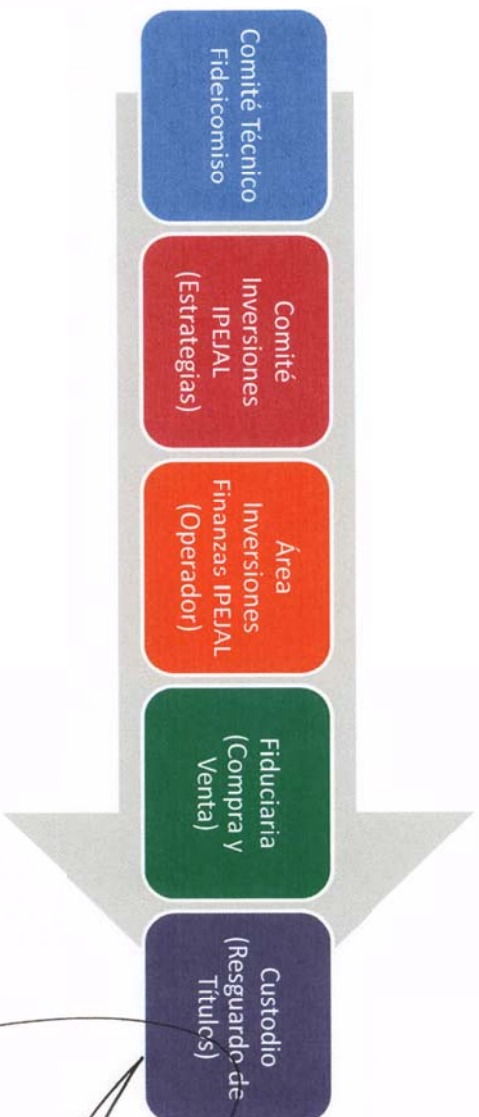 Comité Técnico
Fideicomiso
Comité
Inversiones
IPEJAL
(Estrategias)
Área
Inversiones
Finanzas IPEJAL
(Operador)
Fiduciaria
(Compra y
Venta)
Custodio
(Resguardo de
Títulos)